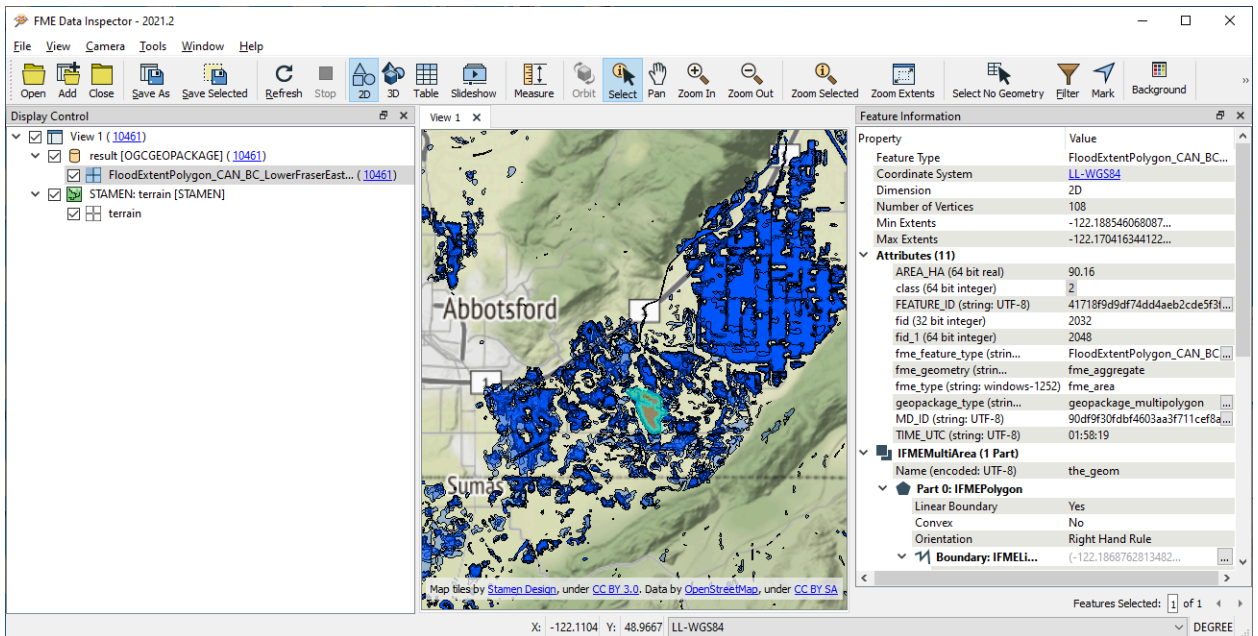 FME Data Inspector - 2021.2
File View Camera Tools Window Help
Open Add Close Save As Save Selected Refresh Stop 2D 3D Table Slideshow Measure Orbit Select Pan Zoom In Zoom Out Zoom Selected Zoom Extents Select No Geometry Filter Mark Background »
Display Control
View 1 (10461)
result [OGCGEOPACKAGE] (10461)
FloodExtentPolygon_CAN_BC_LowerFraserEast... (10461)
STAMEN: terrain [STAMEN]
terrain
View 1
Abbotsford
1
Sumas
Map tiles by Stamen Design, under CC BY 3.0. Data by OpenStreetMap, under CC BY SA
Feature Information
Property Value
Feature Type FloodExtentPolygon_CAN_BC...
Coordinate System LL-WGS84
Dimension 2D
Number of Vertices 108
Min Extents -122.188546068087...
Max Extents -122.170416344122...
Attributes (11)
AREA_HA (64 bit real) 90.16
class (64 bit integer) 2
FEATURE_ID (string: UTF-8) 41718f9d9df74dd4aeb2cde5f3f...
fid (32 bit integer) 2032
fid_1 (64 bit integer) 2048
fme_feature_type (strin... FloodExtentPolygon_CAN_BC ...
fme_geometry (strin... fme_aggregate
fme_type (string: windows-1252) fme_area
geopackage_type (strin... geopackage_multipolygon ...
MD_ID (string: UTF-8) 90df9f30fdbf4603aa3f711cef8a...
TIME_UTC (string: UTF-8) 01:58:19
IFMEMultiArea (1 Part)
Name (encoded: UTF-8) the_geom
Part 0: IFMEPolygon
Linear Boundary Yes
Convex No
Orientation Right Hand Rule
Boundary: IFMELi... (-122.1868762813482... ...
Features Selected: 1 of 1
X: -122.1104 Y: 48.9667 LL-WGS84 DEGREE